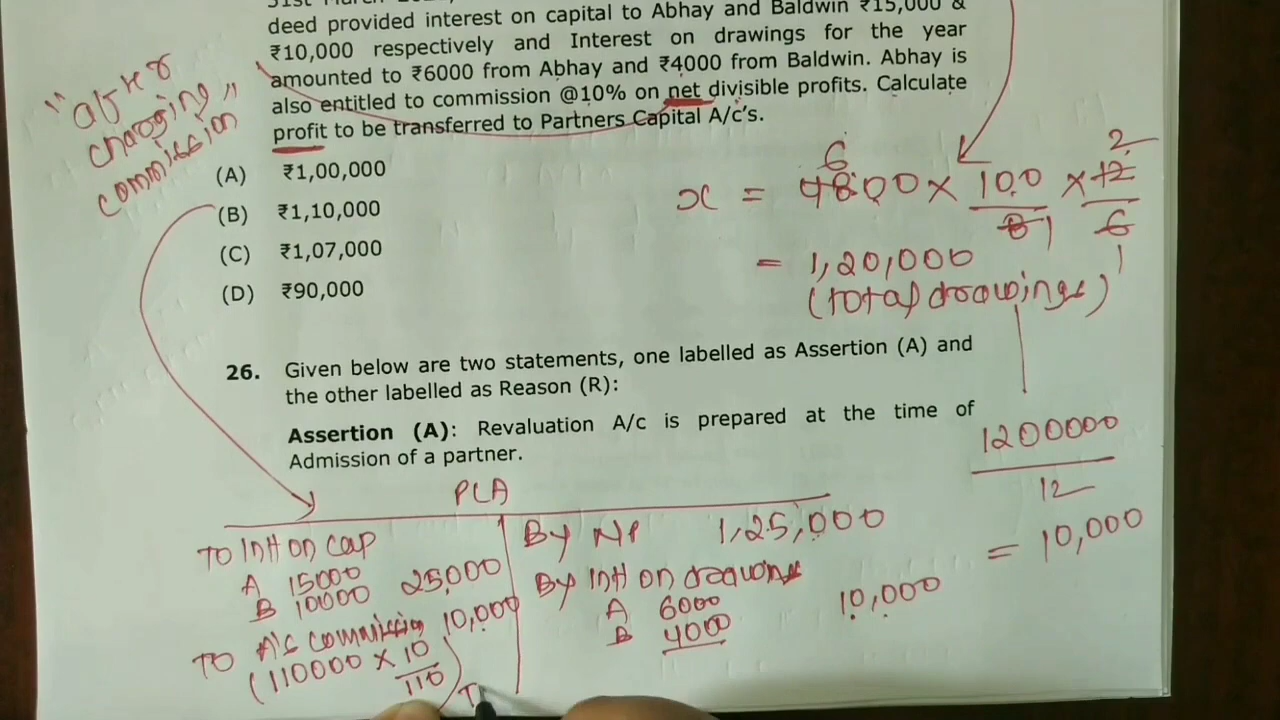 deed provided interest on capital to Abhay and Baldwin ₹15,000 &
₹10,000 respectively and Interest on drawings for the year
amounted to ₹6000 from Abhay and ₹4000 from Baldwin. Abhay is
also entitled to commission @10% on net divisible profits. Calculate
profit to be transferred to Partners Capital A/c's.
"after
charging
commission"
(A) ₹1,00,000
(B) ₹1,10,000
(C) ₹1,07,000
(D) ₹90,000
6 2
x = 4800 × 100/8 × 12/6
1 1
= 1,20,000
(total drawings)
1200000
12
= 10,000
26. Given below are two statements, one labelled as Assertion (A) and
the other labelled as Reason (R):
Assertion (A): Revaluation A/c is prepared at the time of
Admission of a partner.
PLA
To Int on cap
A 15000
B 10000 25,000
To A's commission 10,000
(110000 × 10/110)
T
By NP 1,25,000
By Int on drawings
A 6000
B 4000 10,000